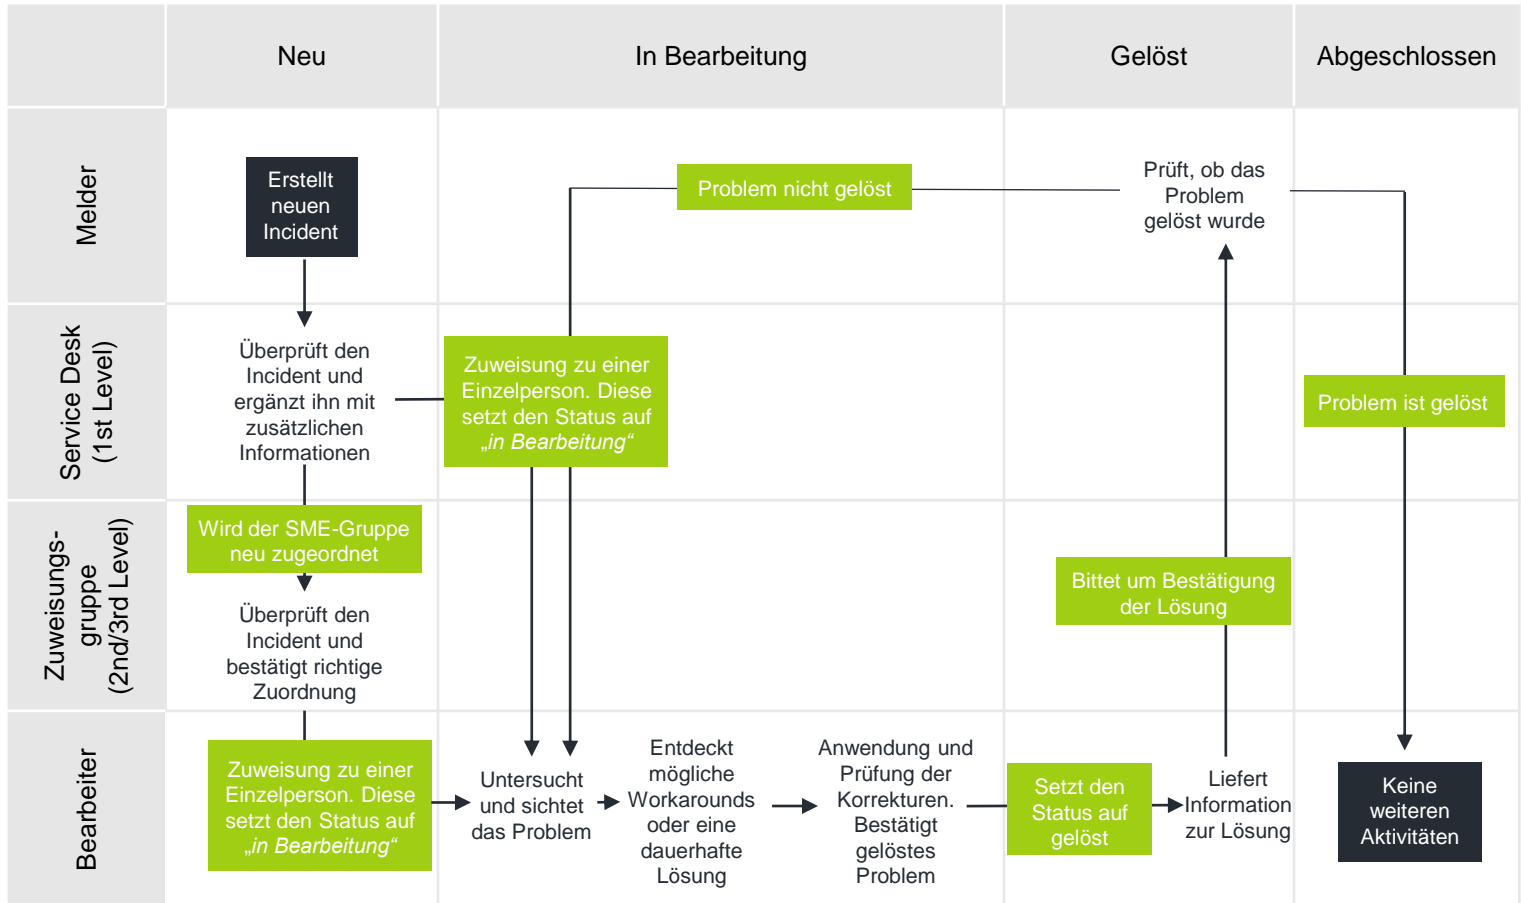 Neu
In Bearbeitung
Gelöst
Abgeschlossen
Melder
Erstellt
neuen
Incident
Problem nicht gelöst
Prüft, ob das
Problem
gelöst wurde
Service Desk
(1st Level)
Überprüft den
Incident und
ergänzt ihn mit
zusätzlichen
Informationen
Zuweisung zu einer
Einzelperson. Diese
setzt den Status auf
„in Bearbeitung“
Problem ist gelöst
Zuweisungs-
gruppe
(2nd/3rd Level)
Wird der SME-Gruppe
neu zugeordnet
Überprüft den
Incident und
bestätigt richtige
Zuordnung
Bittet um Bestätigung
der Lösung
Bearbeiter
Zuweisung zu einer
Einzelperson. Diese
setzt den Status auf
„in Bearbeitung“
Untersucht
und sichtet
das Problem
Entdeckt
mögliche
Workarounds
oder eine
dauerhafte
Lösung
Anwendung und
Prüfung der
Korrekturen.
Bestätigt
gelöstes
Problem
Setzt den
Status auf
gelöst
Liefert
Information
zur Lösung
Keine
weiteren
Aktivitäten